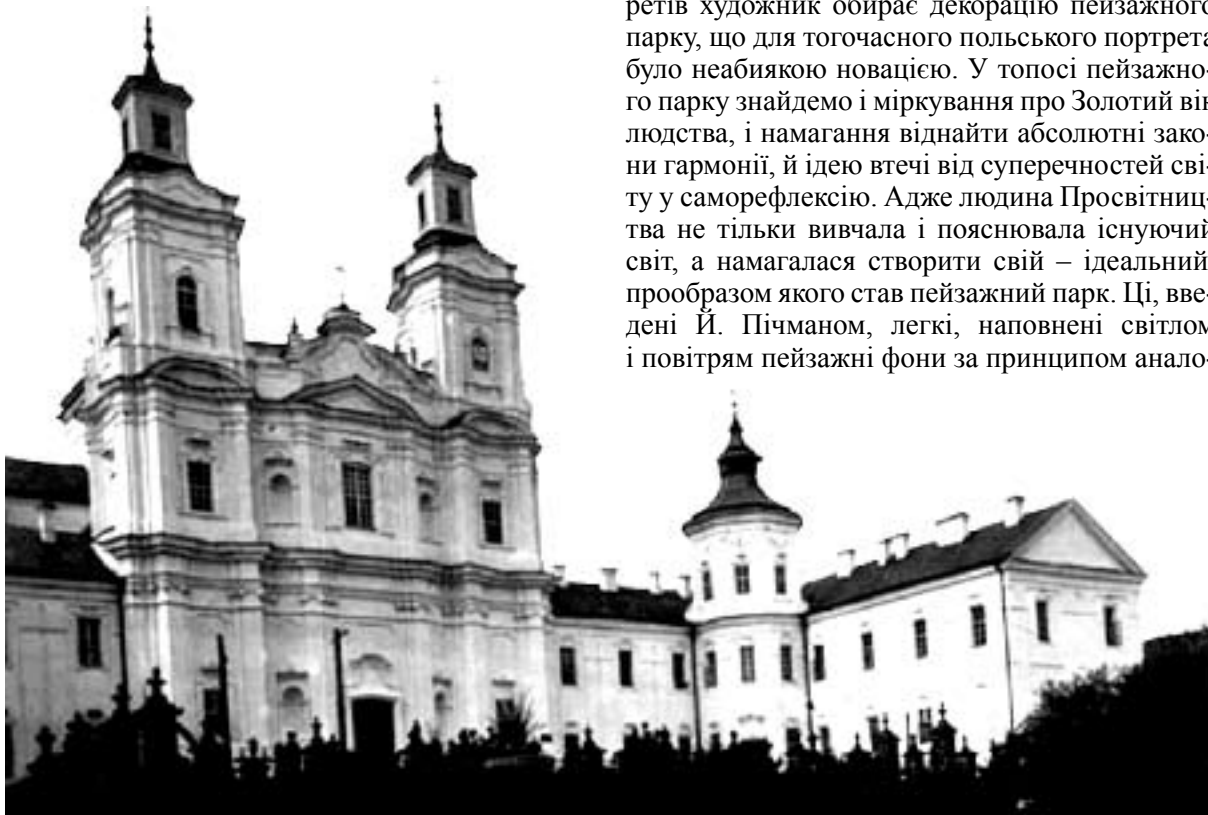 ретів художник обирає декорацію пейзажного
парку, що для тогочасного польського портрета
було неабиякою новацією. У топосі пейзажно-
го парку знайдемо і міркування про Золотий вік
людства, і намагання віднайти абсолютні зако-
ни гармонії, й ідею втечі від суперечностей сві-
ту у саморефлексію. Адже людина Просвітниц-
тва не тільки вивчала і пояснювала існуючий
світ, а намагалася створити свій – ідеальний
прообразом якого став пейзажний парк. Ці, вве-
дені Й. Пічманом, легкі, наповнені світлом
і повітрям пейзажні фони за принципом анало-